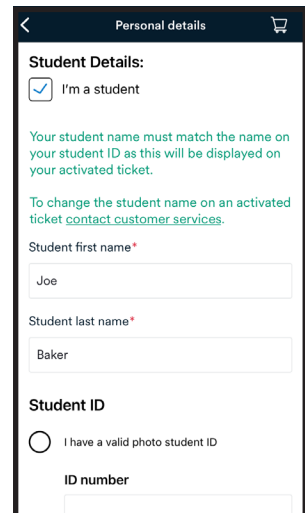 Personal details
Student Details:
I'm a student
Your student name must match the name on
your student ID as this will be displayed on
your activated ticket.
To change the student name on an activated
ticket contact customer services.
Student first name*
Joe
Student last name*
Baker
Student ID
I have a valid photo student ID
ID number